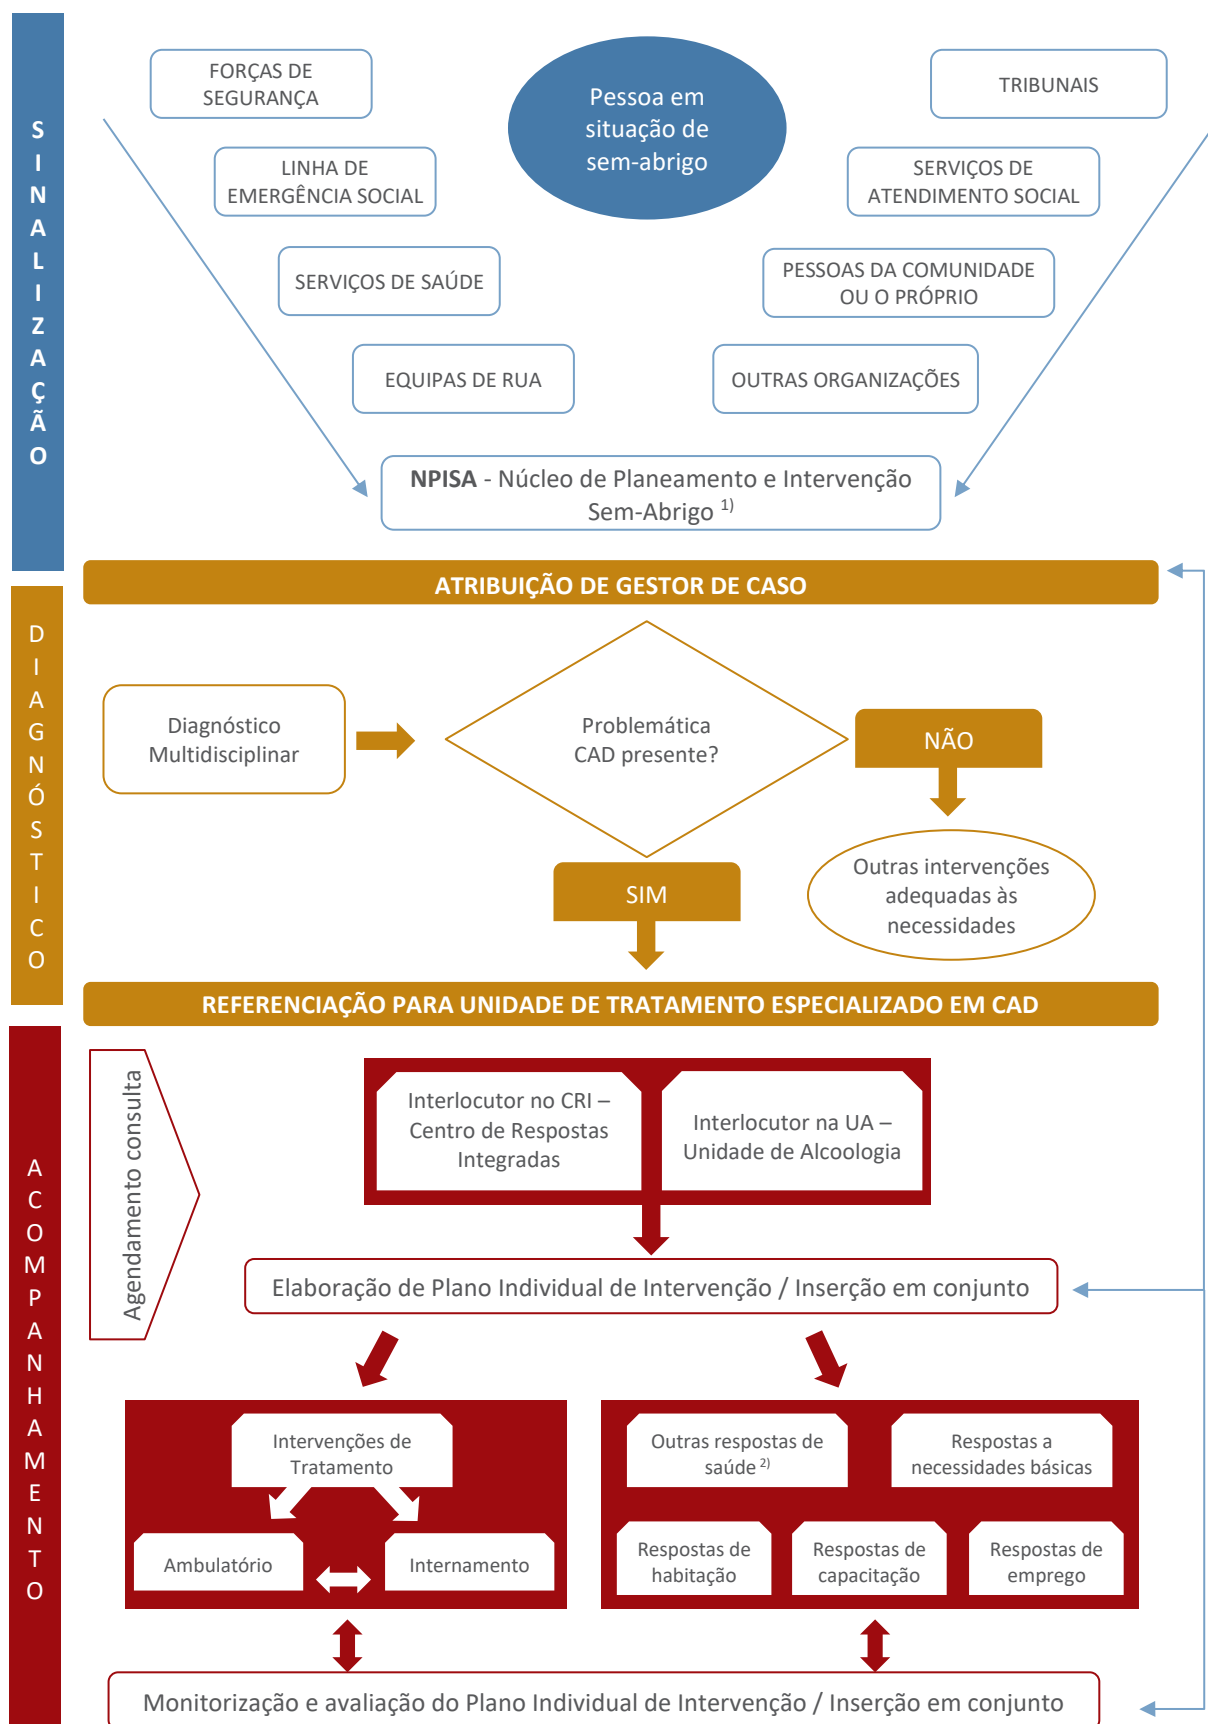 SINALIZAÇÃO
FORÇAS DE
SEGURANÇA
Pessoa em
situação de
sem-abrigo
TRIBUNAIS
LINHA DE
EMERGÊNCIA SOCIAL
SERVIÇOS DE
ATENDIMENTO SOCIAL
SERVIÇOS DE SAÚDE
PESSOAS DA COMUNIDADE
OU O PRÓPRIO
EQUIPAS DE RUA
OUTRAS ORGANIZAÇÕES
NPISA - Núcleo de Planeamento e Intervenção
Sem-Abrigo 1)
ATRIBUIÇÃO DE GESTOR DE CASO
DIAGNÓSTICO
Diagnóstico
Multidisciplinar
Problemática
CAD presente?
NÃO
SIM
Outras intervenções
adequadas às
necessidades
REFERENCIAÇÃO PARA UNIDADE DE TRATAMENTO ESPECIALIZADO EM CAD
ACOMPANHAMENTO
Agendamento consulta
Interlocutor no CRI –
Centro de Respostas
Integradas
Interlocutor na UA –
Unidade de Alcoologia
Elaboração de Plano Individual de Intervenção / Inserção em conjunto
Intervenções de
Tratamento
Ambulatório
Internamento
Outras respostas de
saúde 2)
Respostas a
necessidades básicas
Respostas de
habitação
Respostas de
capacitação
Respostas de
emprego
Monitorização e avaliação do Plano Individual de Intervenção / Inserção em conjunto